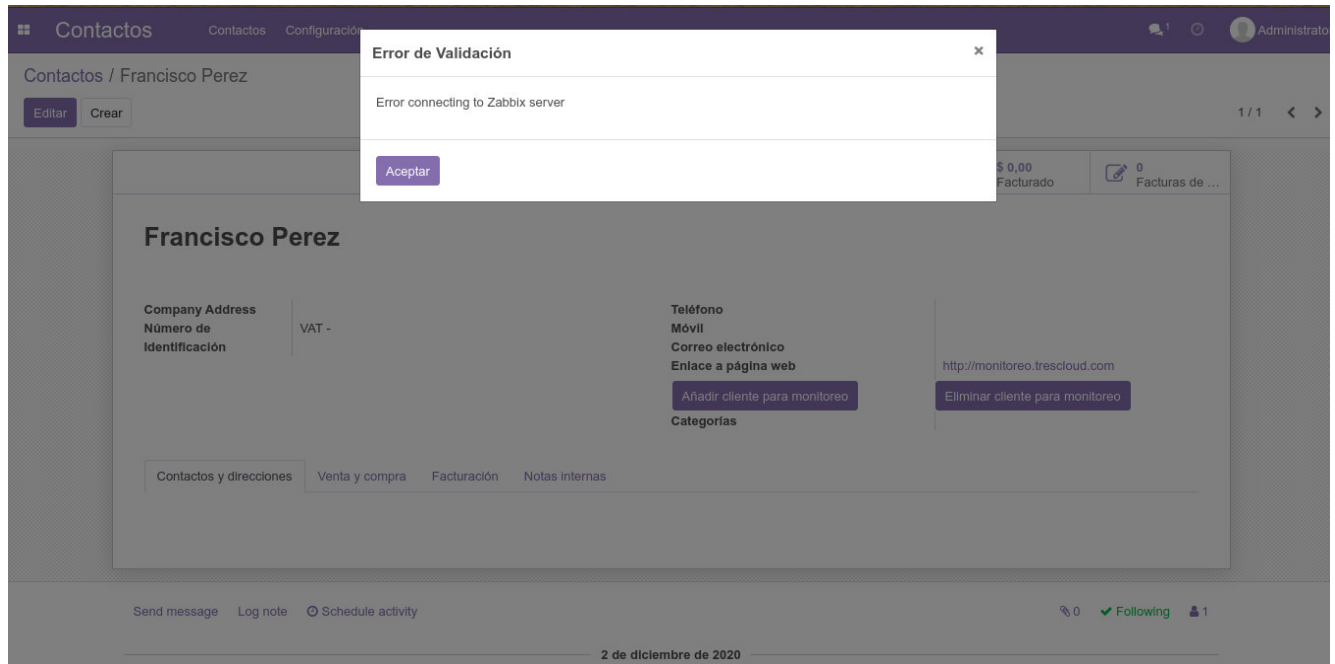 Contactos
Contactos Configuración
1
Administrator
Error de Validación
×
Contactos / Francisco Perez
Error connecting to Zabbix server
Editar Crear
1 / 1
Aceptar
$ 0,00
Facturado
0
Facturas de ...
Francisco Perez
Company Address
Número de
Identificación
VAT -
Teléfono
Móvil
Correo electrónico
Enlace a página web http://monitoreo.trescloud.com
Añadir cliente para monitoreo Eliminar cliente para monitoreo
Categorías
Contactos y direcciones Venta y compra Facturación Notas internas
Send message Log note Schedule activity
0 Following 1
2 de diciembre de 2020